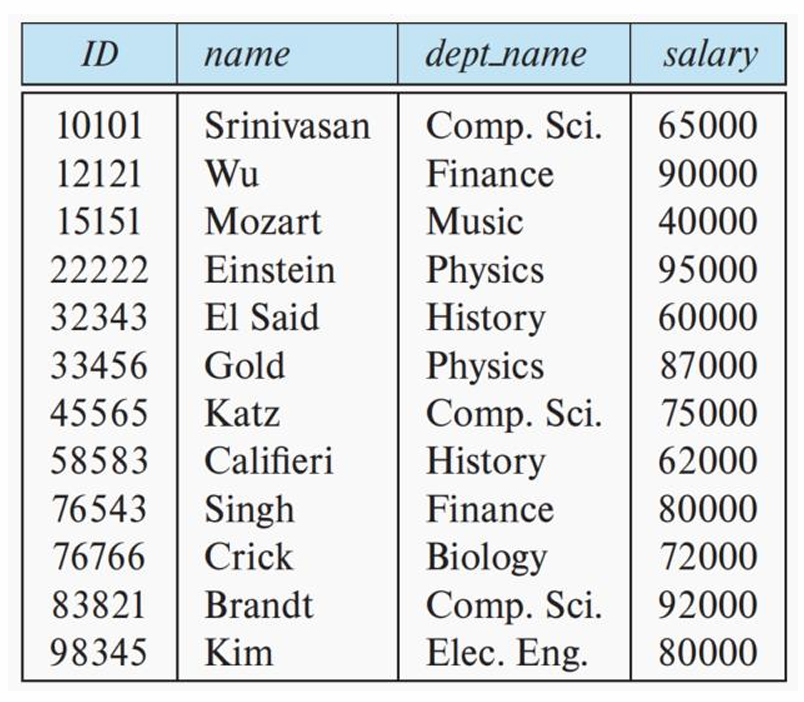 ID name dept_name salary
10101 Srinivasan Comp. Sci. 65000
12121 Wu Finance 90000
15151 Mozart Music 40000
22222 Einstein Physics 95000
32343 El Said History 60000
33456 Gold Physics 87000
45565 Katz Comp. Sci. 75000
58583 Califieri History 62000
76543 Singh Finance 80000
76766 Crick Biology 72000
83821 Brandt Comp. Sci. 92000
98345 Kim Elec. Eng. 80000